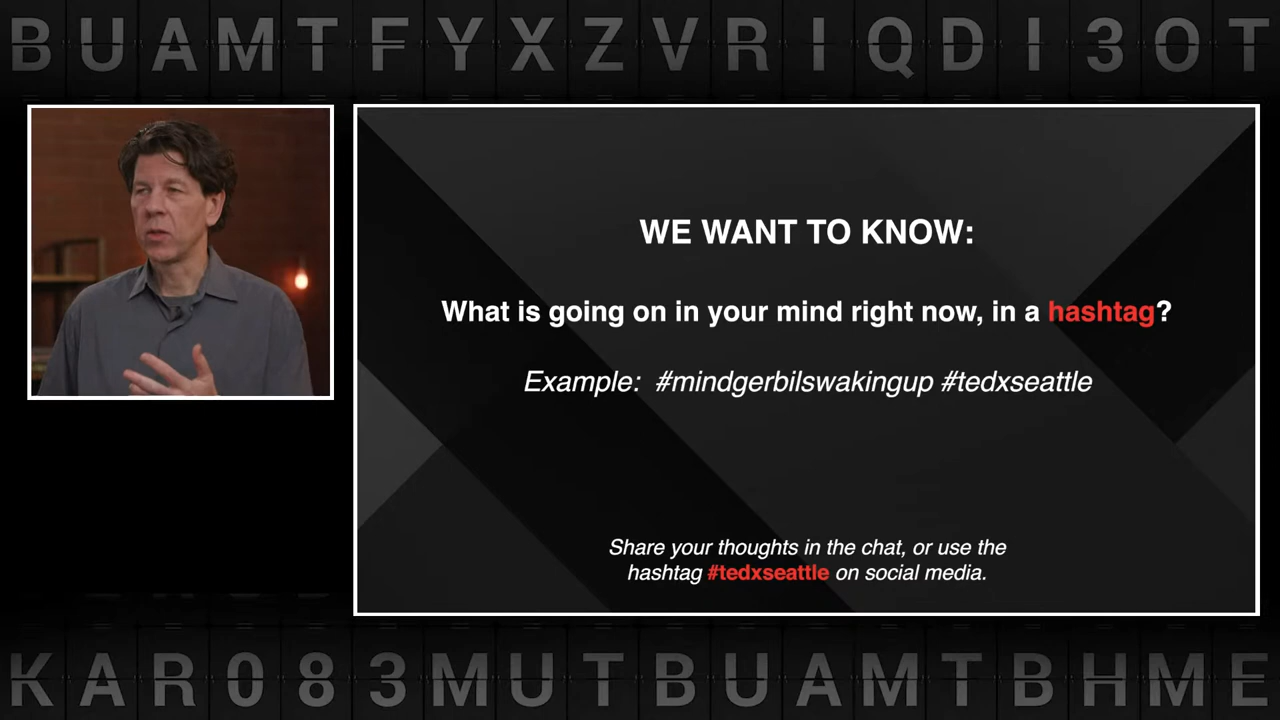 BUAMTFYXZVRIQDI3OT
WE WANT TO KNOW:
What is going on in your mind right now, in a hashtag?
Example: #mindgerbilswakingup #tedxseattle
Share your thoughts in the chat, or use the
hashtag #tedxseattle on social media.
KAR083MUTBUAMTBHME